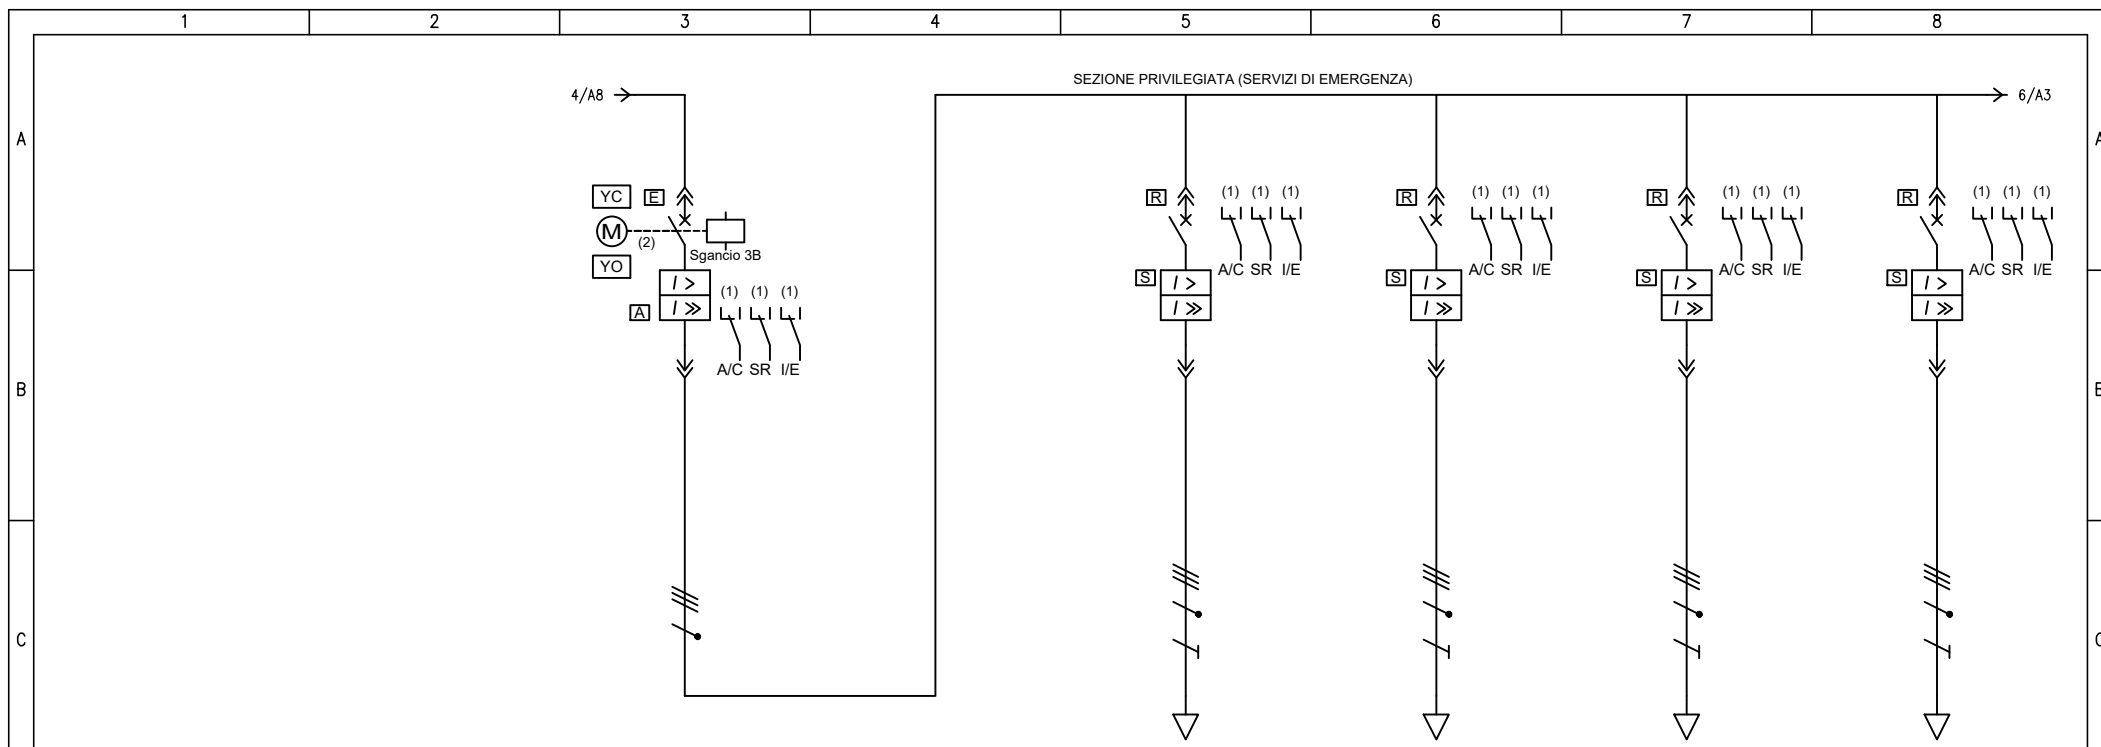 1 2 3 4 5 6 7 8
SEZIONE PRIVILEGIATA (SERVIZI DI EMERGENZA)
4/A8 6/A3
A A
YC E R (1) (1) (1) R (1) (1) (1) R (1) (1) (1) R (1) (1) (1)
M (2)
Sgancio 3B
YO A/C SR I/E A/C SR I/E A/C SR I/E A/C SR I/E
I > S I > S I > S I > S I >
(1) (1) (1)
A I >> I >> I >> I >> I >>
A/C SR I/E
B B
C C